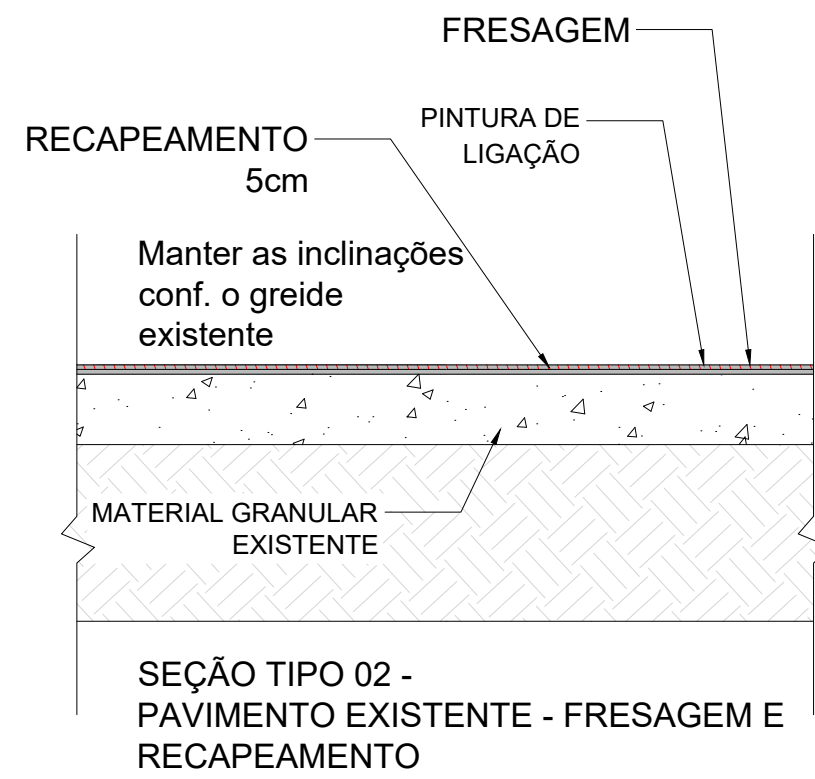 FRESAGEM
PINTURA DE
LIGAÇÃO
RECAPEAMENTO
5cm
Manter as inclinações
conf. o greide
existente
MATERIAL GRANULAR
EXISTENTE
SEÇÃO TIPO 02 -
PAVIMENTO EXISTENTE - FRESAGEM E
RECAPEAMENTO